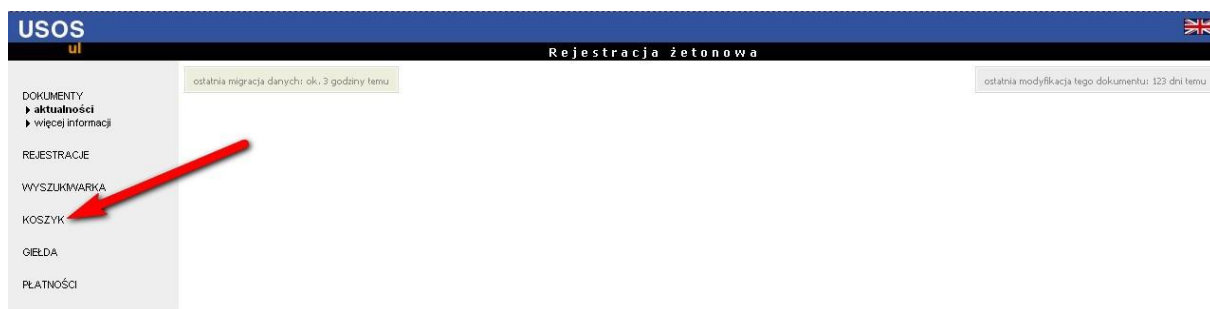 USOS
ul
Rejestracja żetonowa
ostatnia migracja danych: ok. 3 godziny temu
ostatnia modyfikacja tego dokumentu: 123 dni temu
DOKUMENTY
aktualności
więcej informacji
REJESTRACJE
WYSZUKIWARKA
KOSZYK
GIEŁDA
PŁATNOŚCI